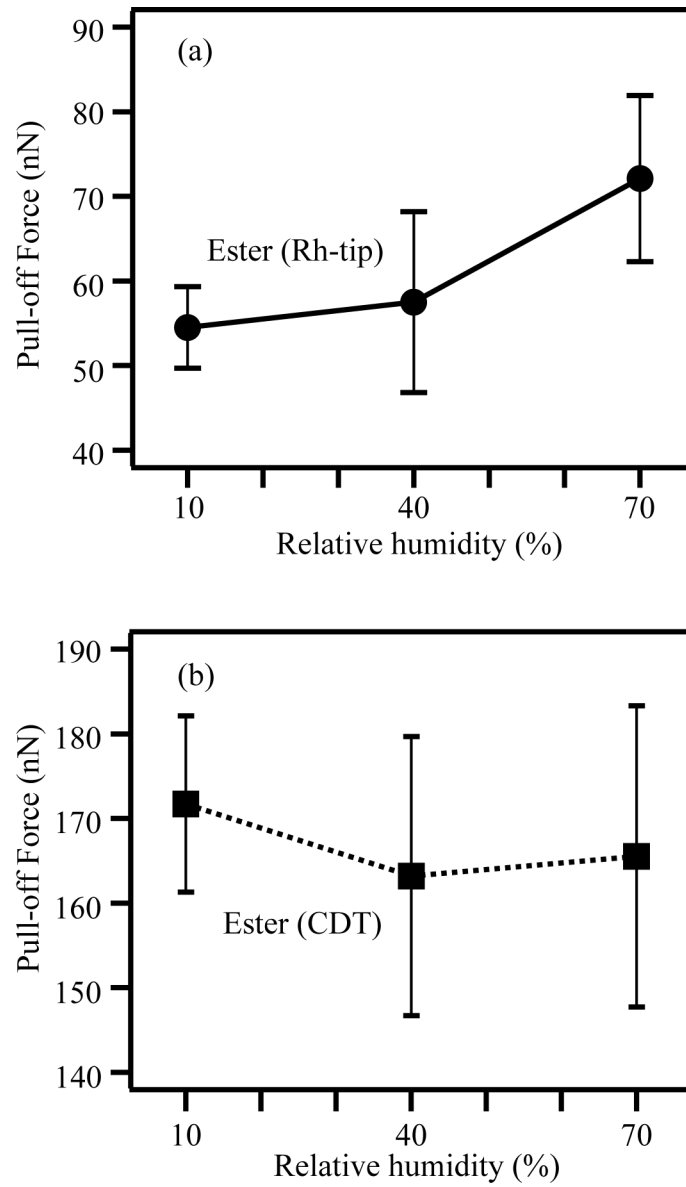 (a)
90
80
70
60
50
40
Pull-off Force (nN)
Ester (Rh-tip)
10 40 70
Relative humidity (%)
(b)
190
180
170
160
150
140
Pull-off Force (nN)
Ester (CDT)
10 40 70
Relative humidity (%)